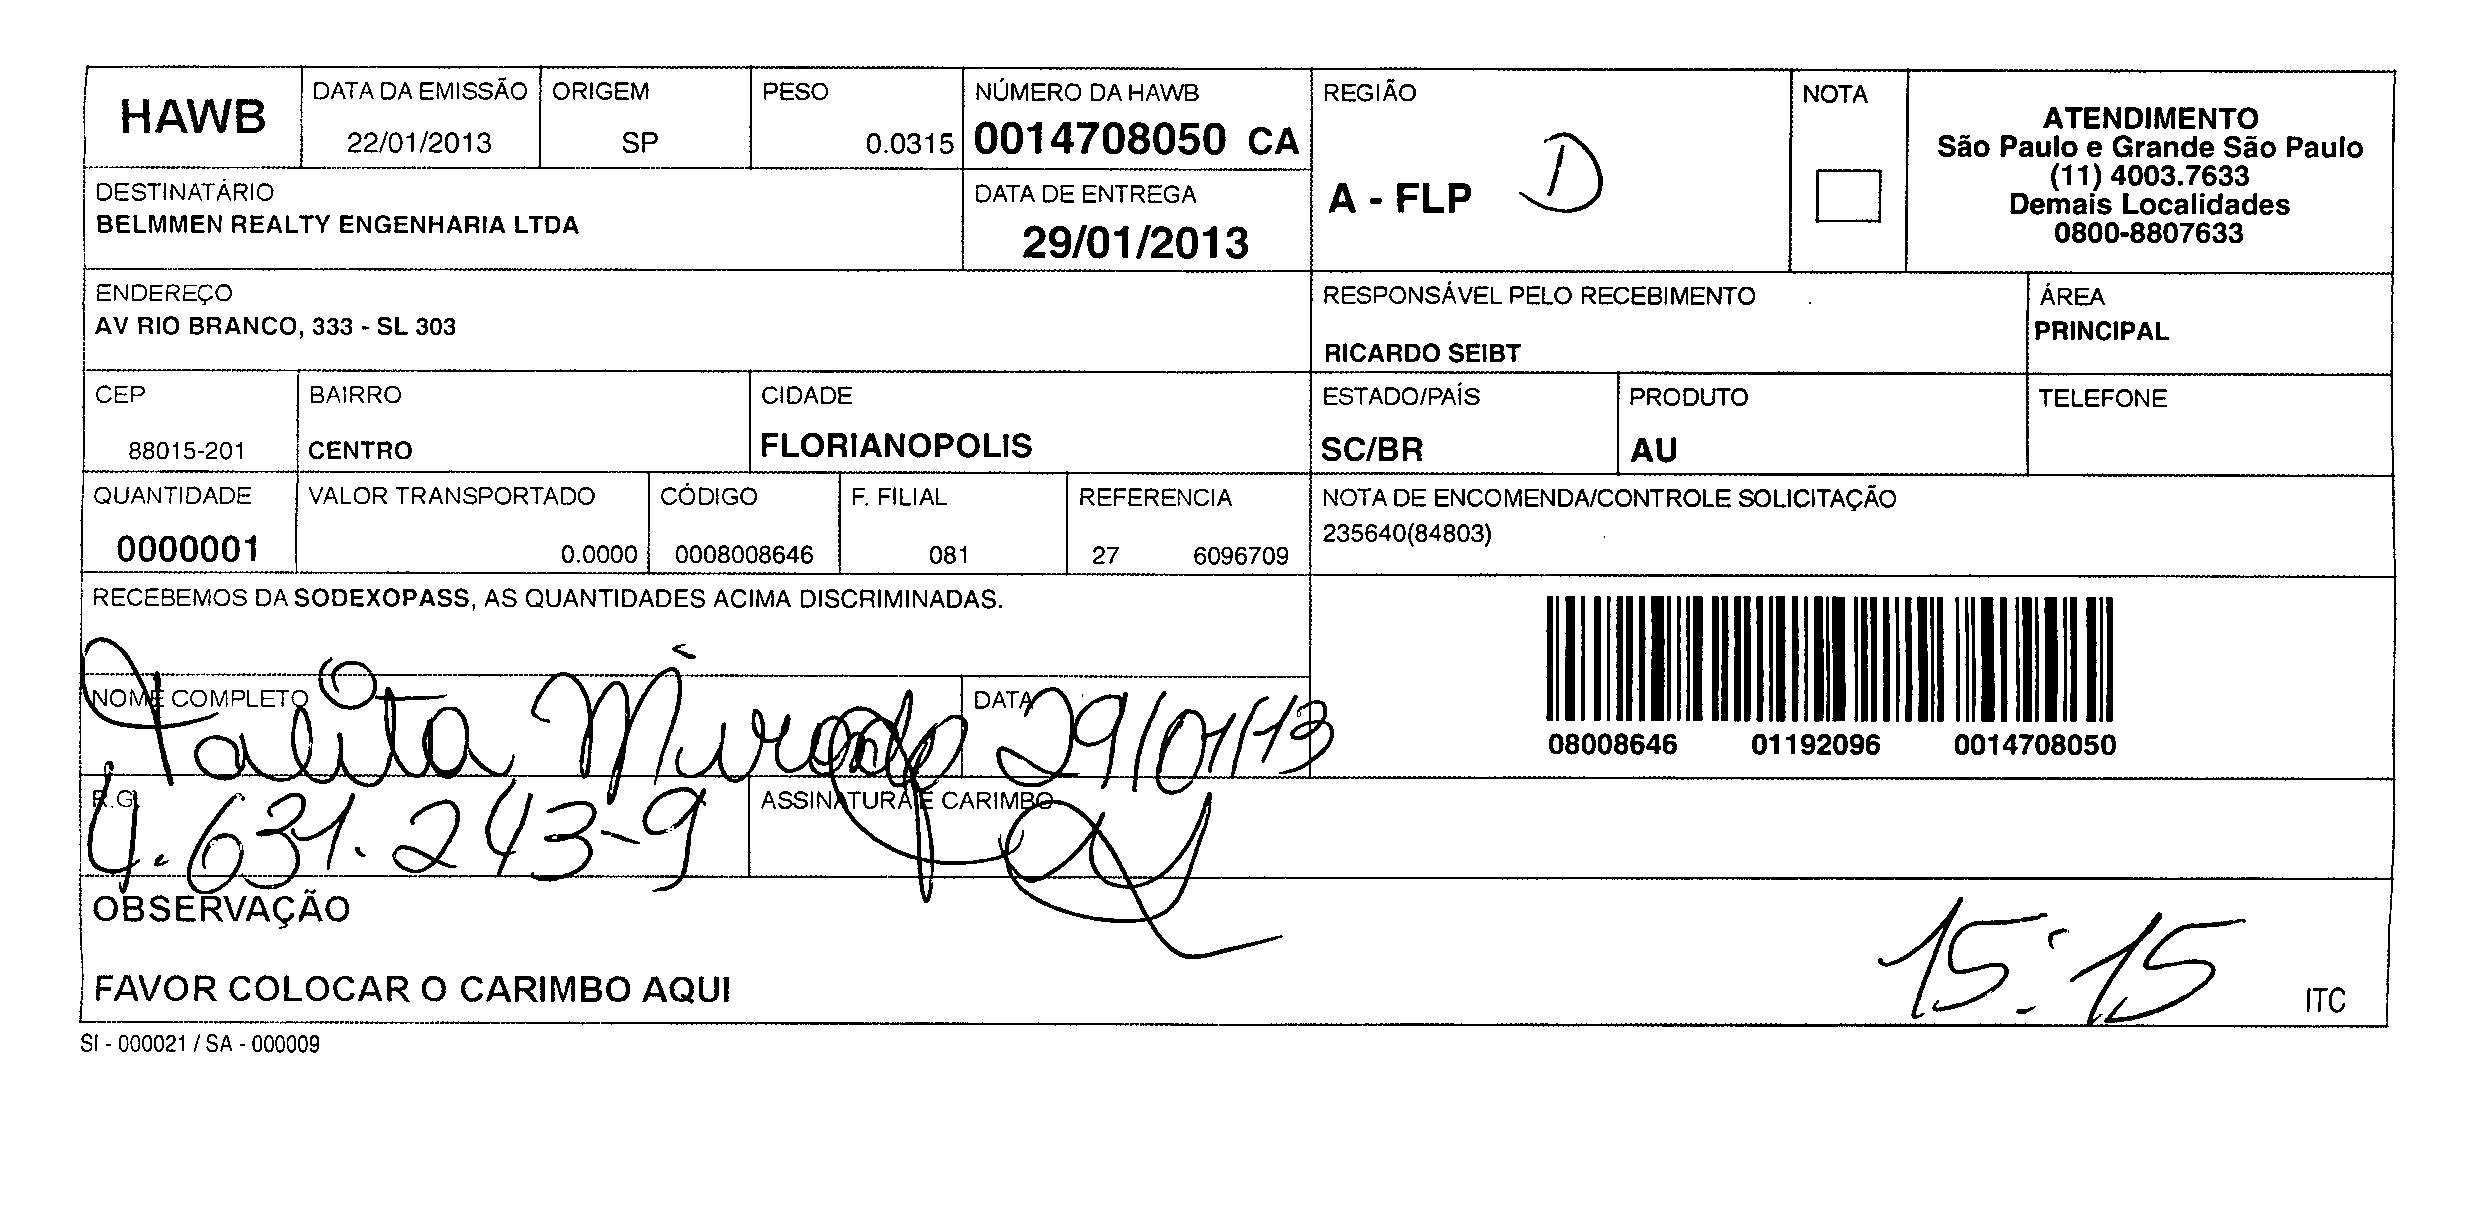 HAWB
DATA DA EMISSÃO
22/01/2013
ORIGEM
SP
PESO
0.0315
NÚMERO DA HAWB
0014708050 CA
REGIÃO
A - FLP D
NOTA
ATENDIMENTO
São Paulo e Grande São Paulo
(11) 4003.7633
Demais Localidades
0800-8807633
DESTINATÁRIO
BELMMEN REALTY ENGENHARIA LTDA
DATA DE ENTREGA
29/01/2013
ENDEREÇO
AV RIO BRANCO, 333 - SL 303
RESPONSÁVEL PELO RECEBIMENTO
RICARDO SEIBT
ÁREA
PRINCIPAL
CEP
88015-201
BAIRRO
CENTRO
CIDADE
FLORIANOPOLIS
ESTADO/PAÍS
SC/BR
PRODUTO
AU
TELEFONE
QUANTIDADE
0000001
VALOR TRANSPORTADO
0.0000
CÓDIGO
0008008646
F. FILIAL
081
REFERENCIA
27 6096709
NOTA DE ENCOMENDA/CONTROLE SOLICITAÇÃO
235640(84803)
RECEBEMOS DA SODEXOPASS, AS QUANTIDADES ACIMA DISCRIMINADAS.
08008646 01192096 0014708050
NOME COMPLETO
Talita
DATA
29/01/13
R.G.
4.631.243-9
ASSINATURA E CARIMBO
OBSERVAÇÃO
FAVOR COLOCAR O CARIMBO AQUI
15:15
ITC
SI - 000021 / SA - 000009